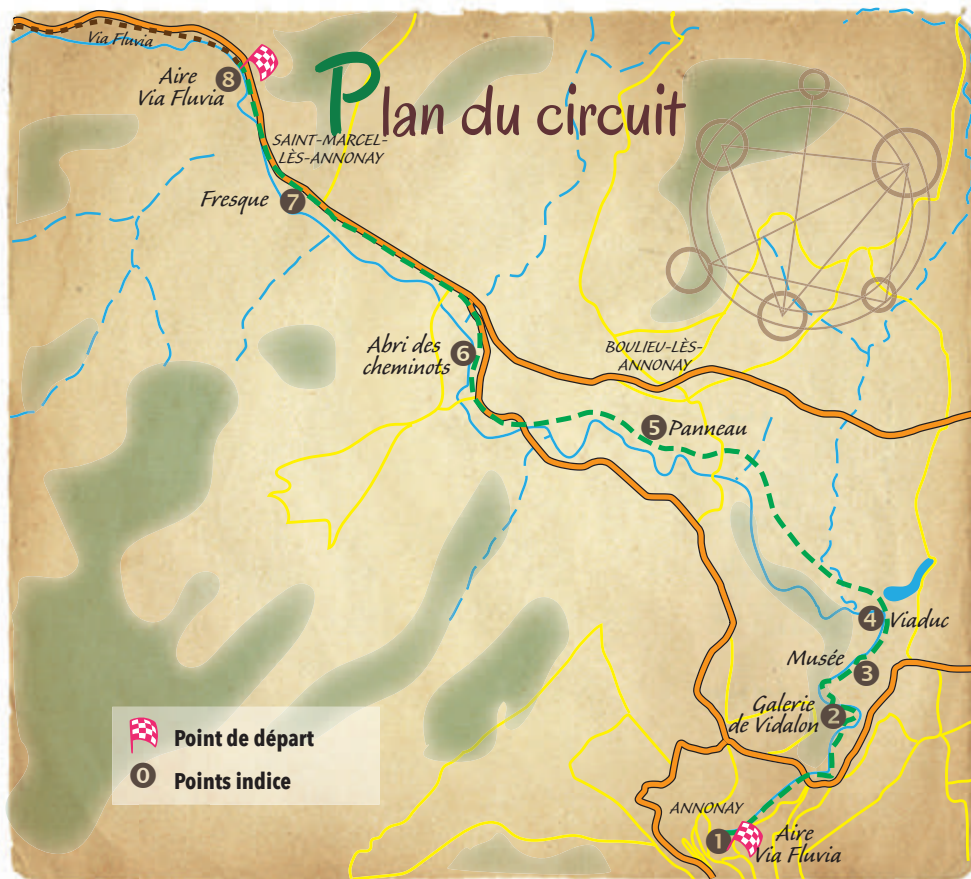 Via Fluvia
Plan du circuit
8
Aire
Via Fluvia
SAINT-MARCEL-
LÈS-ANNONAY
Fresque
7
Abri des
cheminots
6
BOULIEU-LÈS-
ANNONAY
5
Panneau
4
Viaduc
Musée
3
Galerie
de Vidalon
2
Point de départ
0
Points indice
ANNONAY
1
Aire
Via Fluvia